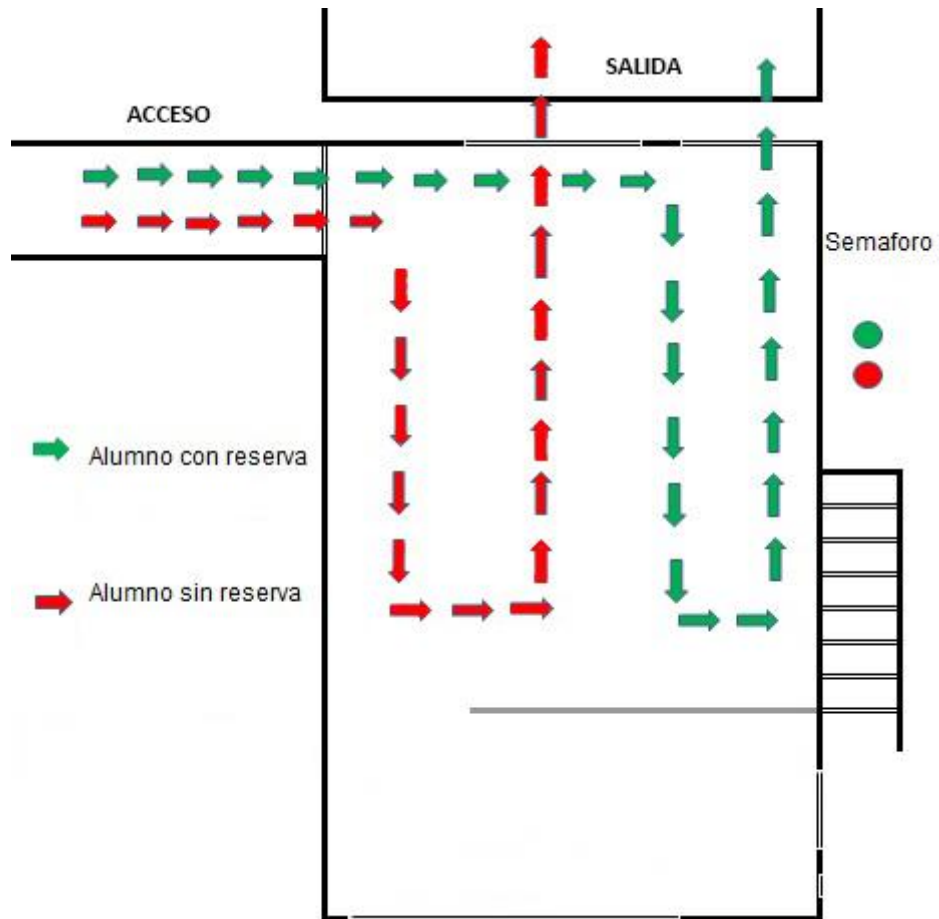 SALIDA
ACCESO
Semaforo
Alumno con reserva
Alumno sin reserva